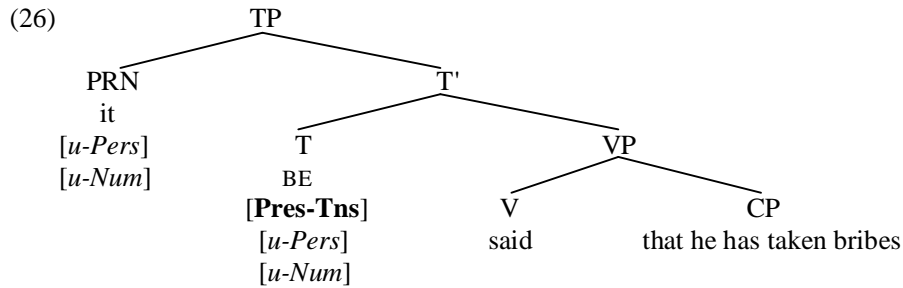 (26) TP
PRN T'
it
[u-Pers] T VP
[u-Num] BE
[Pres-Tns] V CP
[u-Pers] said that he has taken bribes
[u-Num]